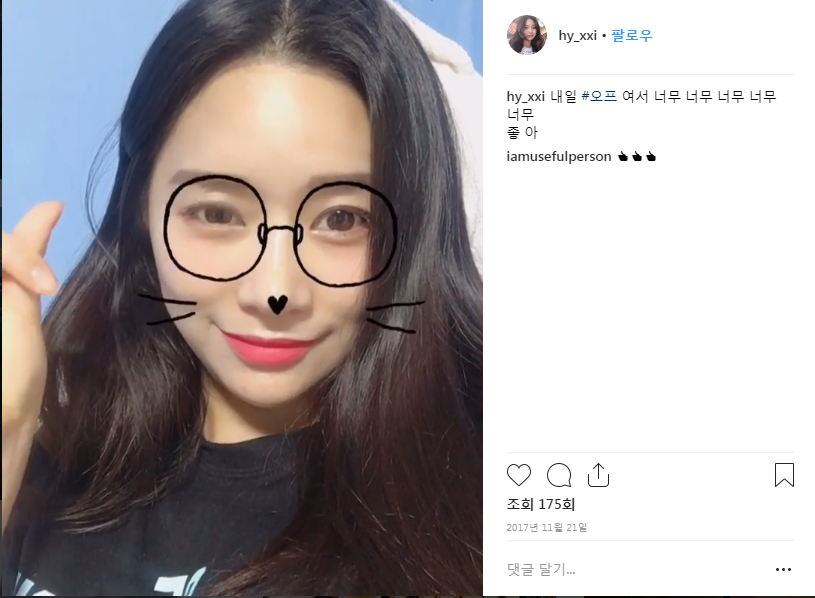 hy_xxi • 팔로우
hy_xxi 내일 #오프 여서 너무 너무 너무 너무
너무
좋 아
iamusefulperson
조회 175회
2017년 11월 21일
댓글 달기...